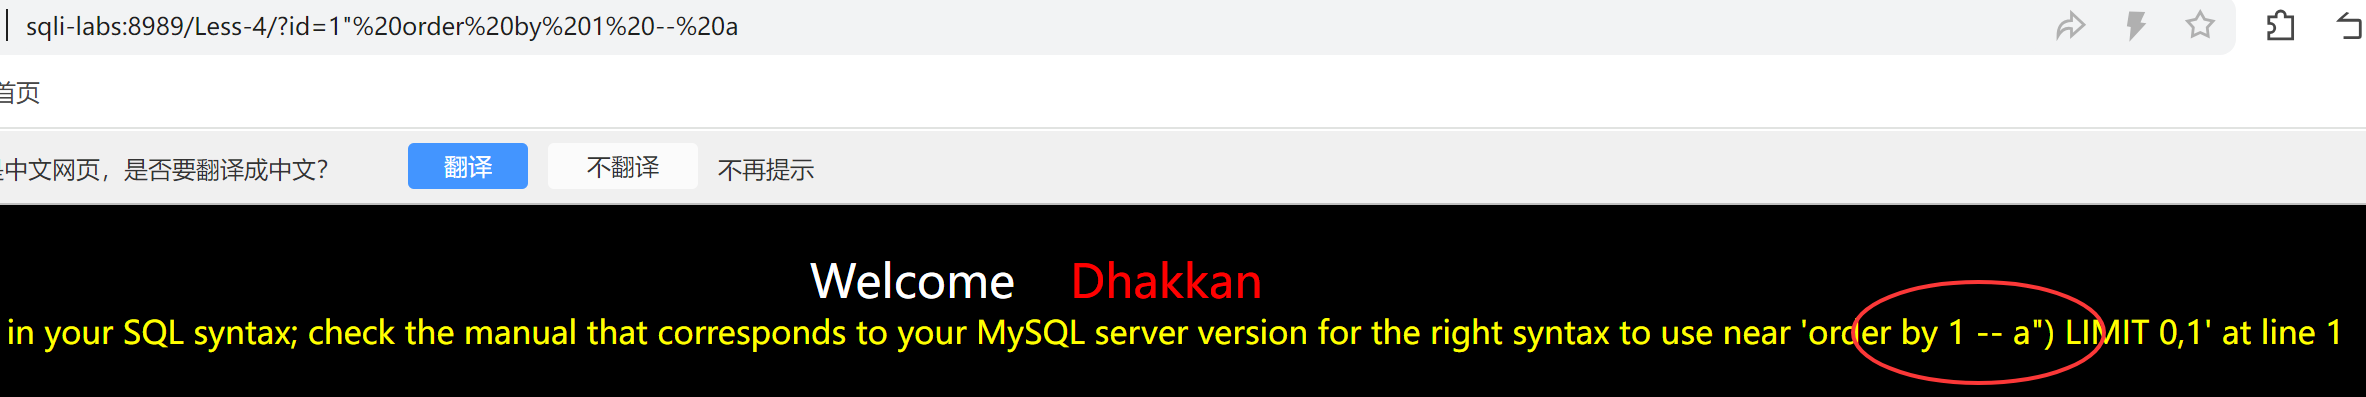 sqli-labs:8989/Less-4/?id=1"%20order%20by%201%20--%20a
首页
是中文网页，是否要翻译成中文？ 翻译 不翻译 不再提示
Welcome Dhakkan
in your SQL syntax; check the manual that corresponds to your MySQL server version for the right syntax to use near 'order by 1 -- a") LIMIT 0,1' at line 1